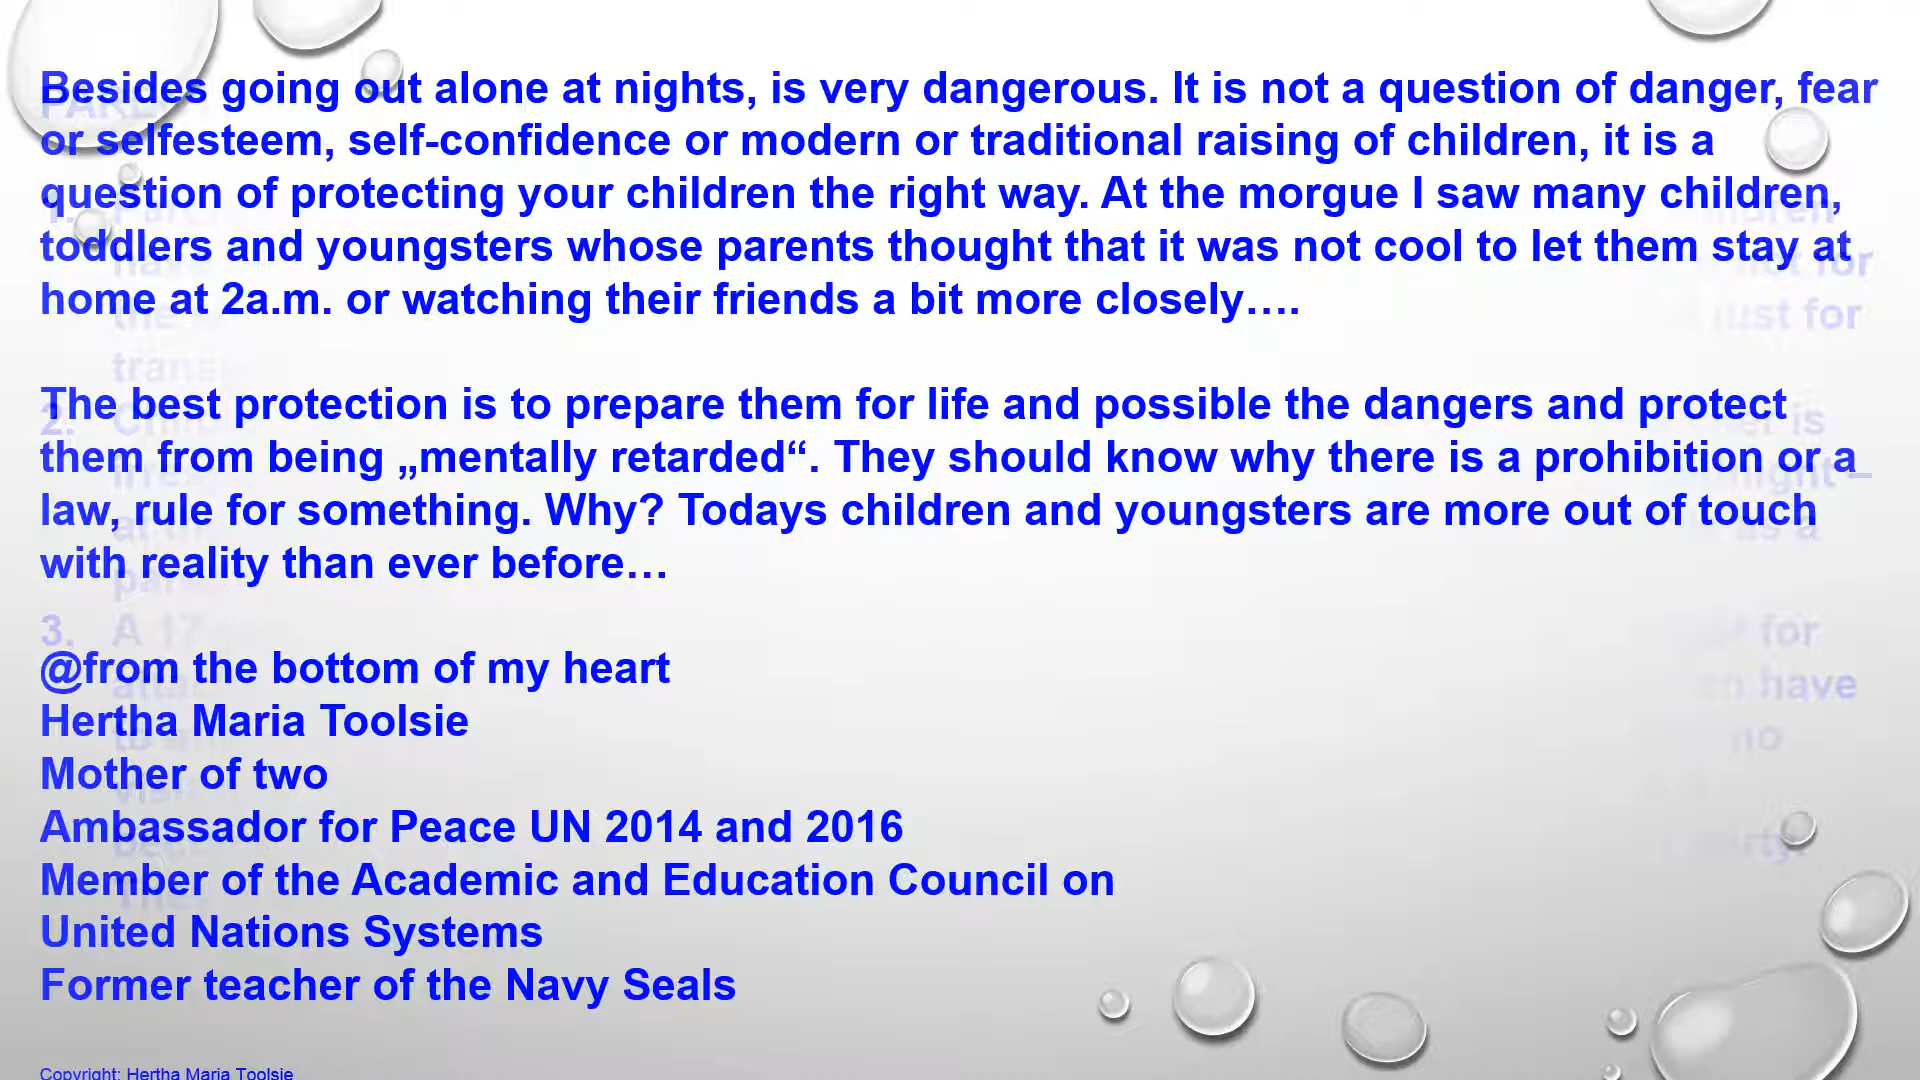 Besides going out alone at nights, is very dangerous. It is not a question of danger, fear
or selfesteem, self-confidence or modern or traditional raising of children, it is a
question of protecting your children the right way. At the morgue I saw many children,
toddlers and youngsters whose parents thought that it was not cool to let them stay at
home at 2a.m. or watching their friends a bit more closely….
The best protection is to prepare them for life and possible the dangers and protect
them from being „mentally retarded“. They should know why there is a prohibition or a
law, rule for something. Why? Todays children and youngsters are more out of touch
with reality than ever before…
@from the bottom of my heart
Hertha Maria Toolsie
Mother of two
Ambassador for Peace UN 2014 and 2016
Member of the Academic and Education Council on
United Nations Systems
Former teacher of the Navy Seals
Copyright: Hertha Maria Toolsie